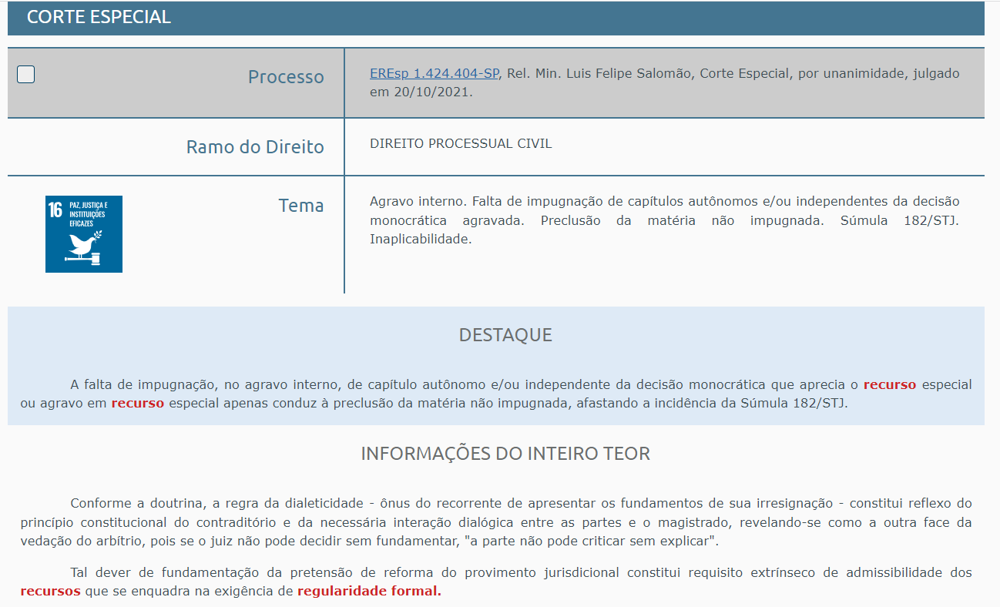 CORTE ESPECIAL
Processo
EREsp 1.424.404-SP, Rel. Min. Luis Felipe Salomão, Corte Especial, por unanimidade, julgado
em 20/10/2021.
Ramo do Direito
DIREITO PROCESSUAL CIVIL
16 PAZ, JUSTIÇA E
INSTITUIÇÕES
EFICAZES
Tema
Agravo interno. Falta de impugnação de capítulos autônomos e/ou independentes da decisão
monocrática agravada. Preclusão da matéria não impugnada. Súmula 182/STJ.
Inaplicabilidade.
DESTAQUE
A falta de impugnação, no agravo interno, de capítulo autônomo e/ou independente da decisão monocrática que aprecia o recurso especial
ou agravo em recurso especial apenas conduz à preclusão da matéria não impugnada, afastando a incidência da Súmula 182/STJ.
INFORMAÇÕES DO INTEIRO TEOR
Conforme a doutrina, a regra da dialeticidade - ônus do recorrente de apresentar os fundamentos de sua irresignação - constitui reflexo do
princípio constitucional do contraditório e da necessária interação dialógica entre as partes e o magistrado, revelando-se como a outra face da
vedação do arbítrio, pois se o juiz não pode decidir sem fundamentar, "a parte não pode criticar sem explicar".
Tal dever de fundamentação da pretensão de reforma do provimento jurisdicional constitui requisito extrínseco de admissibilidade dos
recursos que se enquadra na exigência de regularidade formal.